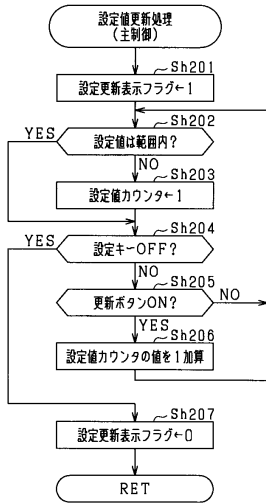 設定値更新処理
(主制御)
Sh201
設定更新表示フラグ←1
Sh202
YES
設定値は範囲内?
NO
Sh203
設定値カウンタ←1
Sh204
YES
設定キーOFF?
NO
Sh205
更新ボタンON?
NO
YES
Sh206
設定値カウンタの値を1加算
Sh207
設定更新表示フラグ←0
RET